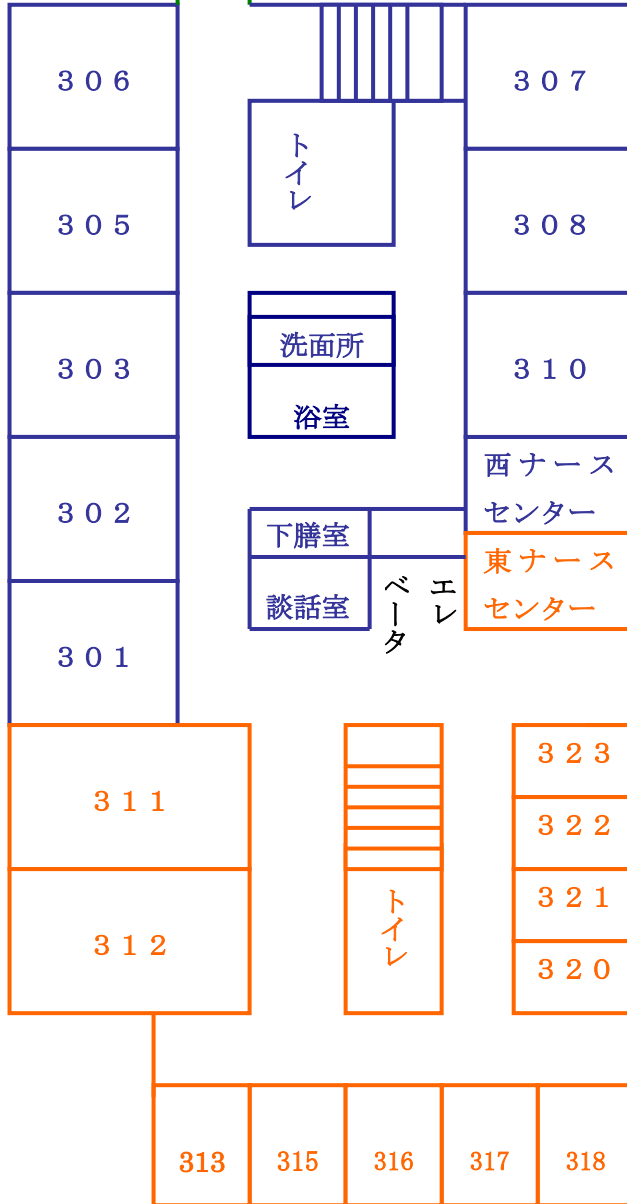 ３０６
３０７
トイレ
３０５
３０８
洗面所
３０３
３１０
浴室
西ナース
センター
３０２
下膳室
東ナース
センター
談話室
エレ
ベータ
３０１
３２３
３１１
３２２
トイレ
３２１
３１２
３２０
313
315
316
317
318